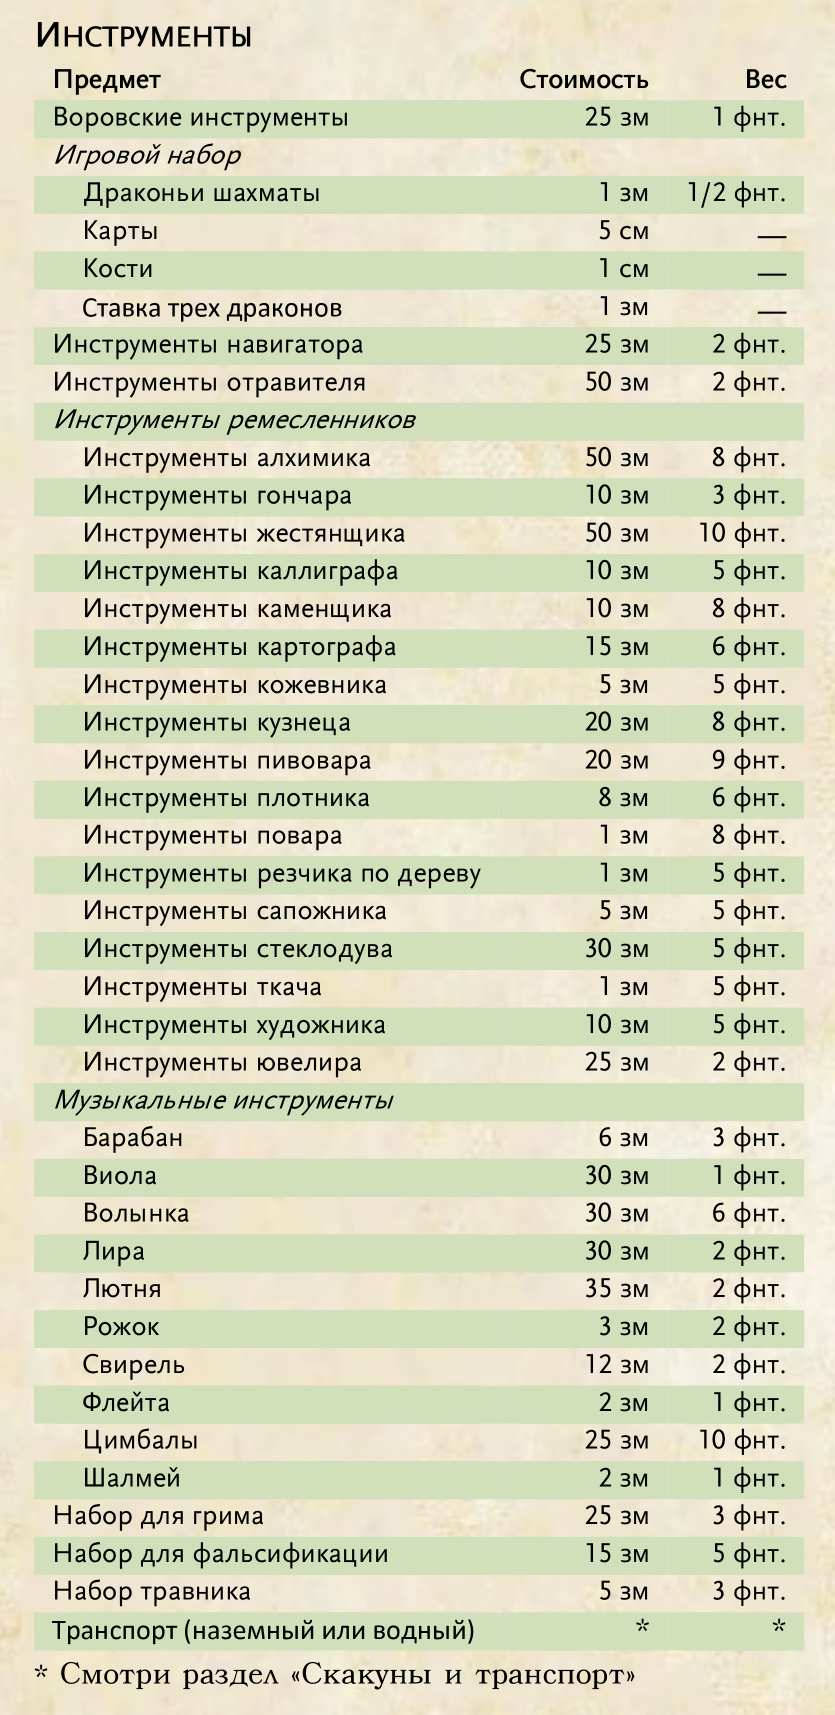 Инструменты
Предмет Стоимость Вес
Воровские инструменты 25 зм 1 фнт.
Игровой набор
Драконьи шахматы 1 зм 1/2 фнт.
Карты 5 см —
Кости 1 см —
Ставка трех драконов 1 зм —
Инструменты навигатора 25 зм 2 фнт.
Инструменты отравителя 50 зм 2 фнт.
Инструменты ремесленников
Инструменты алхимика 50 зм 8 фнт.
Инструменты гончара 10 зм 3 фнт.
Инструменты жестянщика 50 зм 10 фнт.
Инструменты каллиграфа 10 зм 5 фнт.
Инструменты каменщика 10 зм 8 фнт.
Инструменты картографа 15 зм 6 фнт.
Инструменты кожевника 5 зм 5 фнт.
Инструменты кузнеца 20 зм 8 фнт.
Инструменты пивовара 20 зм 9 фнт.
Инструменты плотника 8 зм 6 фнт.
Инструменты повара 1 зм 8 фнт.
Инструменты резчика по дереву 1 зм 5 фнт.
Инструменты сапожника 5 зм 5 фнт.
Инструменты стеклодува 30 зм 5 фнт.
Инструменты ткача 1 зм 5 фнт.
Инструменты художника 10 зм 5 фнт.
Инструменты ювелира 25 зм 2 фнт.
Музыкальные инструменты
Барабан 6 зм 3 фнт.
Виола 30 зм 1 фнт.
Волынка 30 зм 6 фнт.
Лира 30 зм 2 фнт.
Лютня 35 зм 2 фнт.
Рожок 3 зм 2 фнт.
Свирель 12 зм 2 фнт.
Флейта 2 зм 1 фнт.
Цимбалы 25 зм 10 фнт.
Шалмей 2 зм 1 фнт.
Набор для грима 25 зм 3 фнт.
Набор для фальсификации 15 зм 5 фнт.
Набор травника 5 зм 3 фнт.
Транспорт (наземный или водный) * *
* Смотри раздел «Скакуны и транспорт»